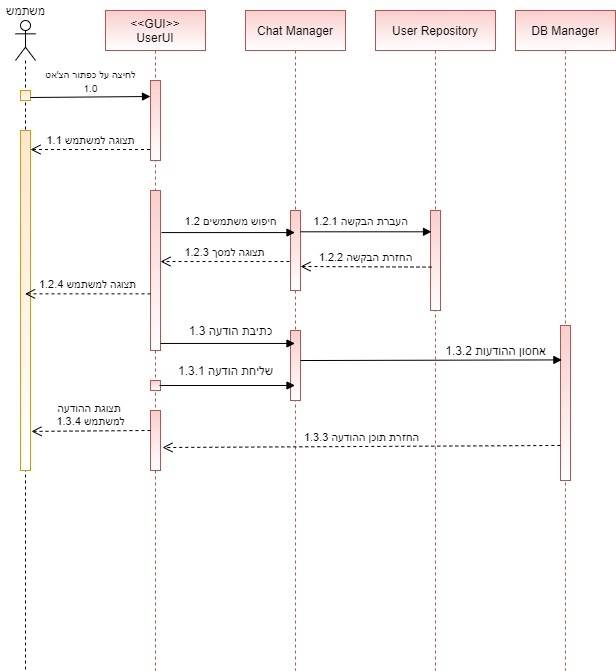 משתמש
<<GUI>>
UserUI
Chat Manager
User Repository
DB Manager
לחיצה על כפתור הצ'אט
1.0
תצוגה למשתמש 1.1
חיפוש משתמשים 1.2
העברת הבקשה 1.2.1
החזרת הבקשה 1.2.2
תצוגה למסך 1.2.3
תצוגה למשתמש 1.2.4
כתיבת הודעה 1.3
שליחת הודעה 1.3.1
אחסון ההודעות 1.3.2
החזרת תוכן ההודעה 1.3.3
תצוגת ההודעה
למשתמש 1.3.4